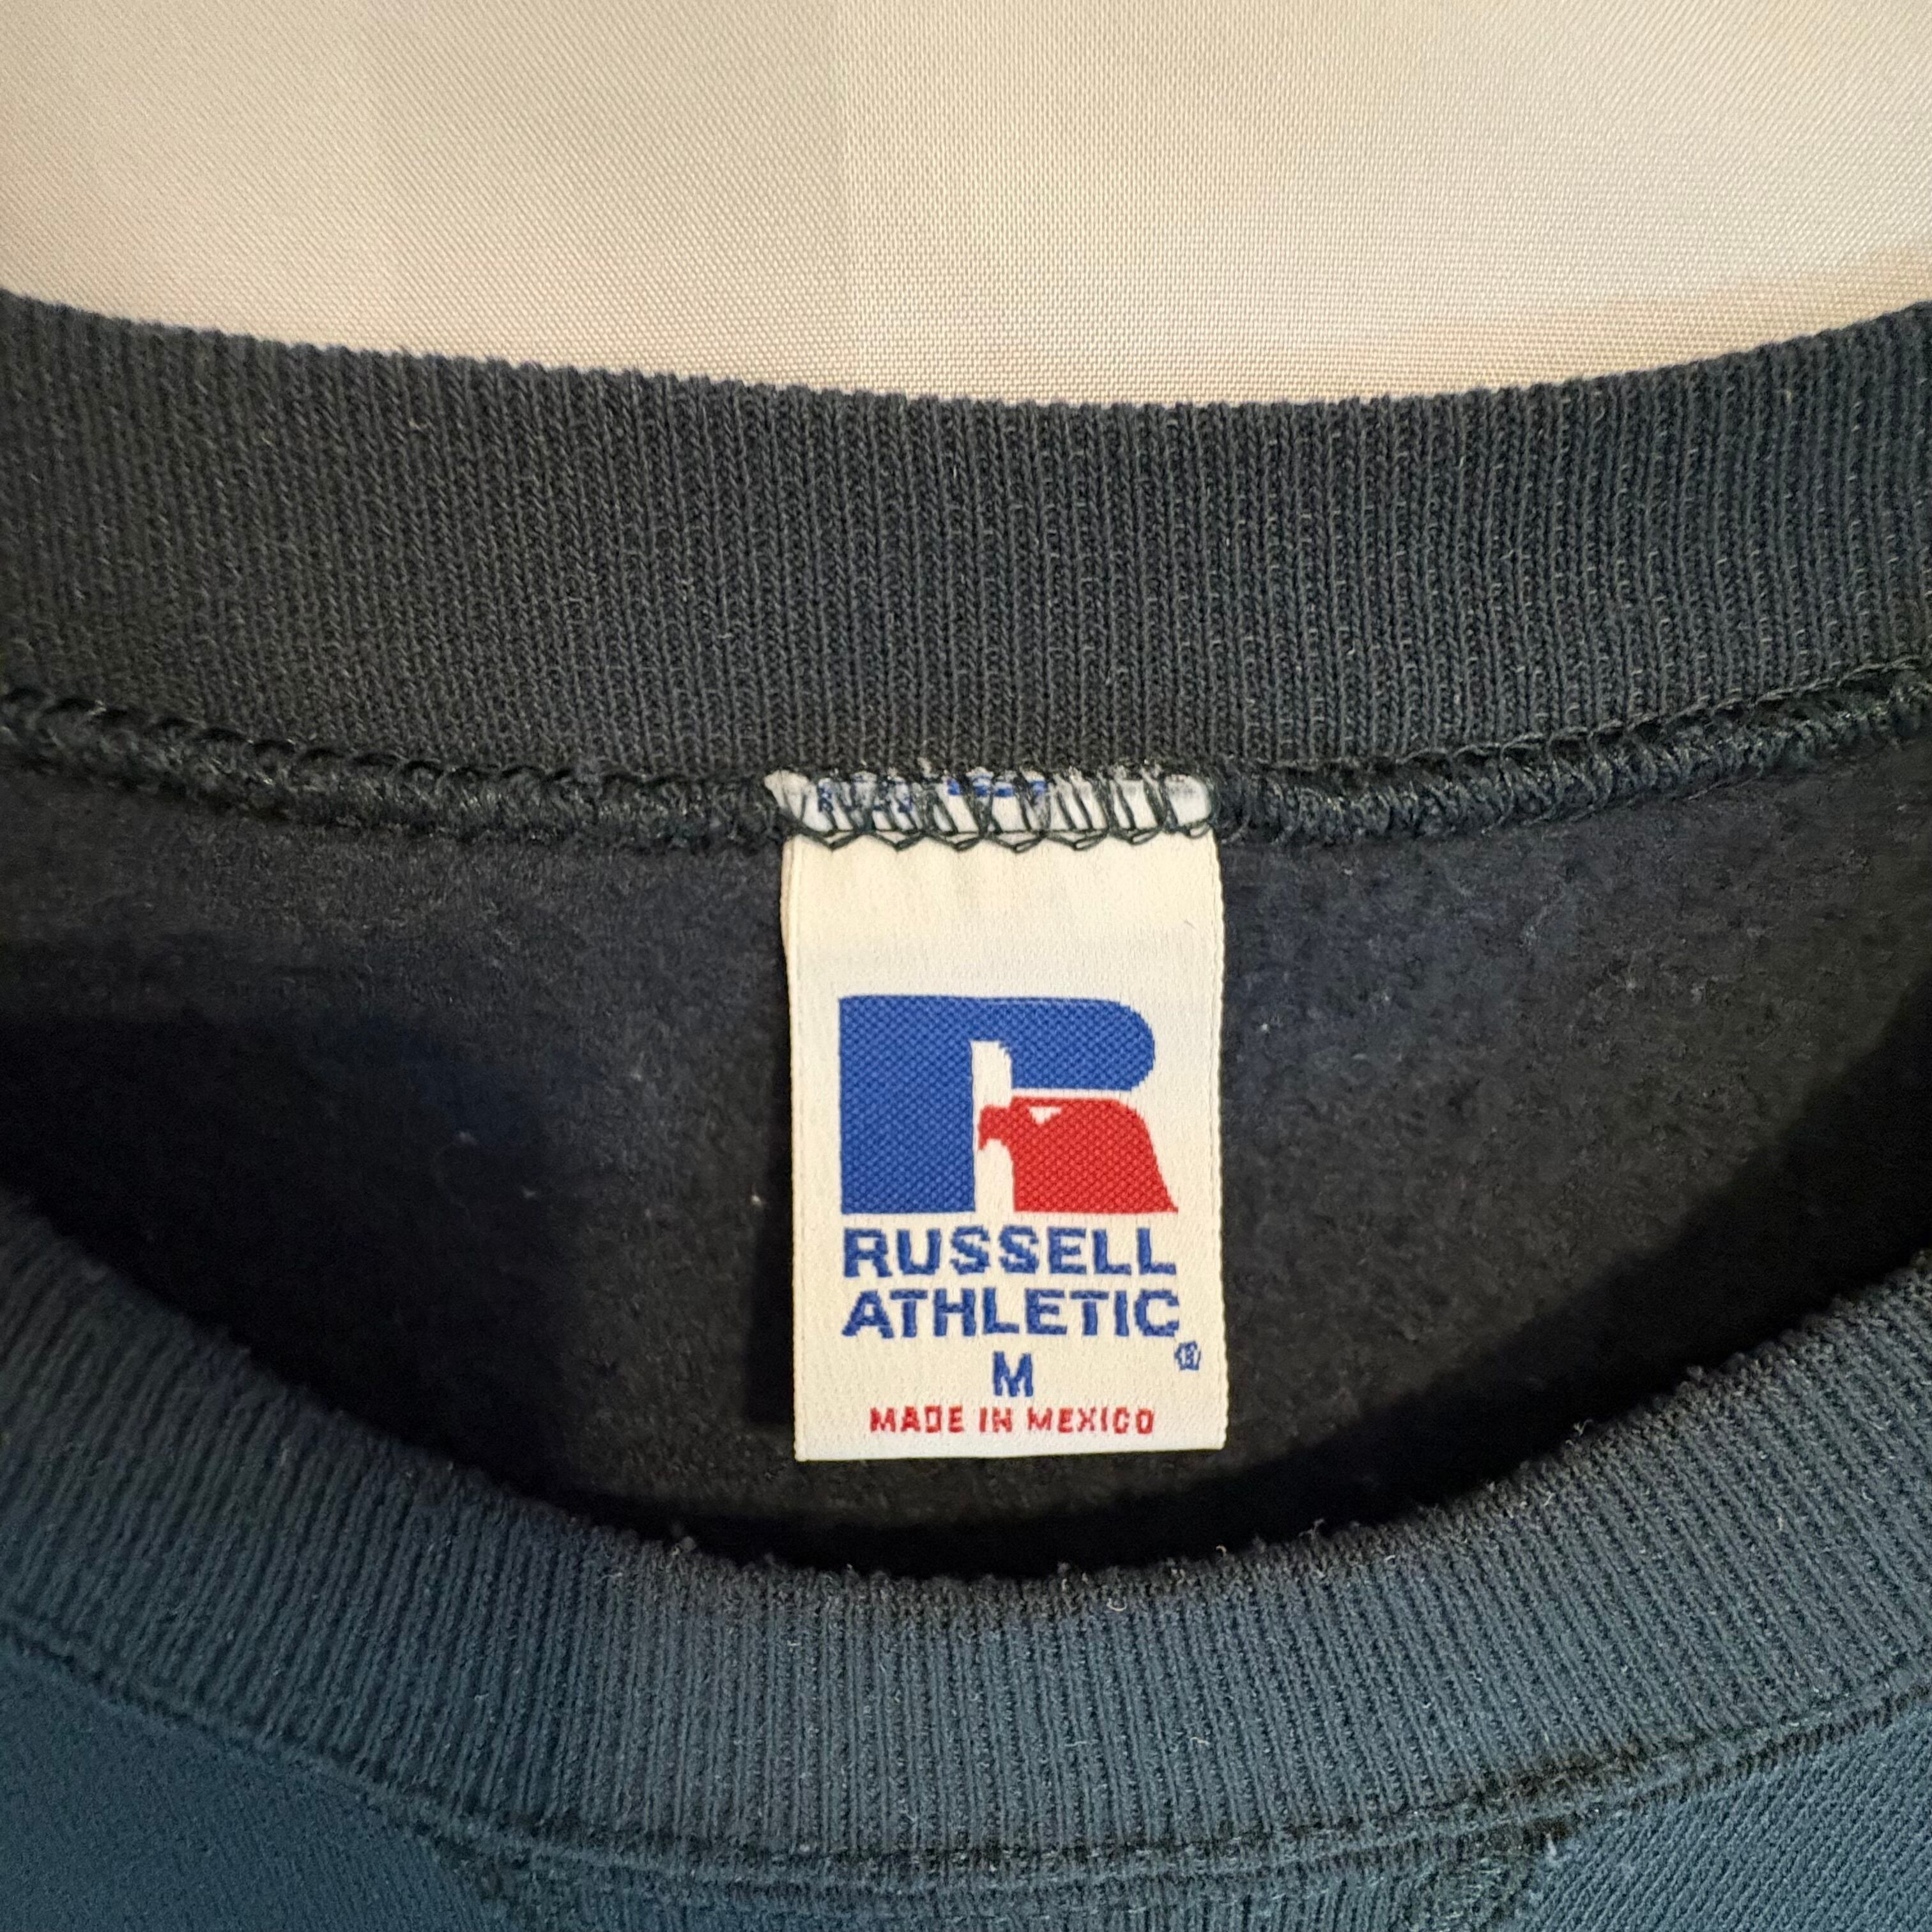 RUSSELL
ATHLETIC®
M
MADE IN MEXICO